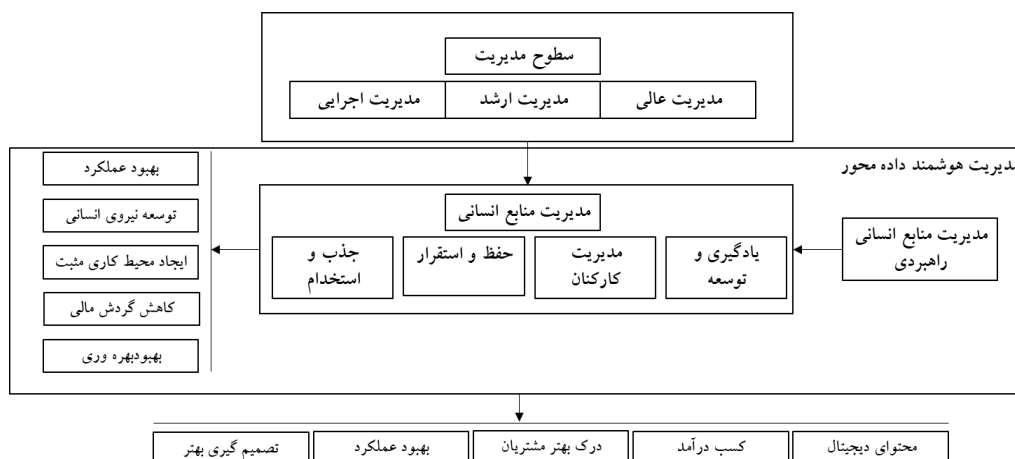 سطوح مدیریت
مدیریت عالی
مدیریت ارشد
مدیریت اجرایی
مدیریت هوشمند داده محور
مدیریت منابع انسانی
راهبردی
مدیریت منابع انسانی
یادگیری و
توسعه
مدیریت
کارکنان
حفظ و استقرار
جذب و
استخدام
بهبود عملکرد
توسعه نیروی انسانی
ایجاد محیط کاری مثبت
کاهش گردش مالی
بهبودبهره وری
محتوای دیجیتال
کسب درآمد
درک بهتر مشتریان
بهبود عملکرد
تصمیم گیری بهتر